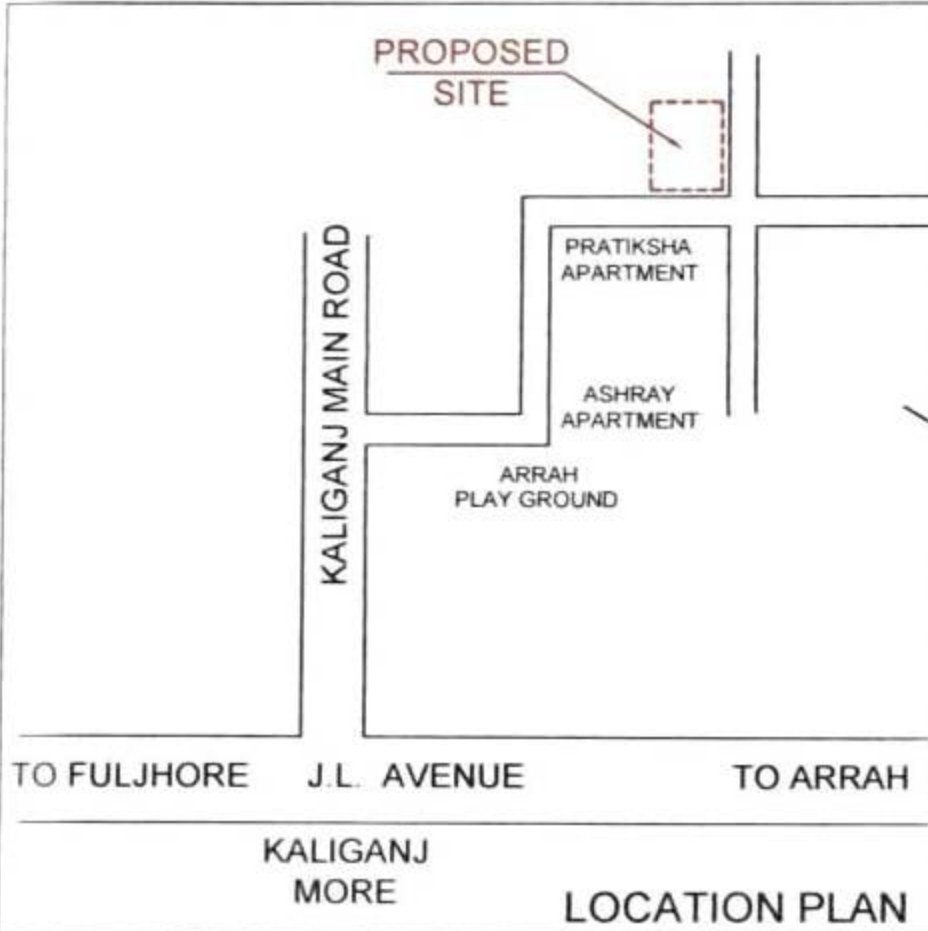 PROPOSED
SITE
KALIGANJ MAIN ROAD
PRATIKSHA
APARTMENT
ASHRAY
APARTMENT
ARRAH
PLAY GROUND
TO FULJHORE J.L. AVENUE TO ARRAH
KALIGANJ
MORE
LOCATION PLAN